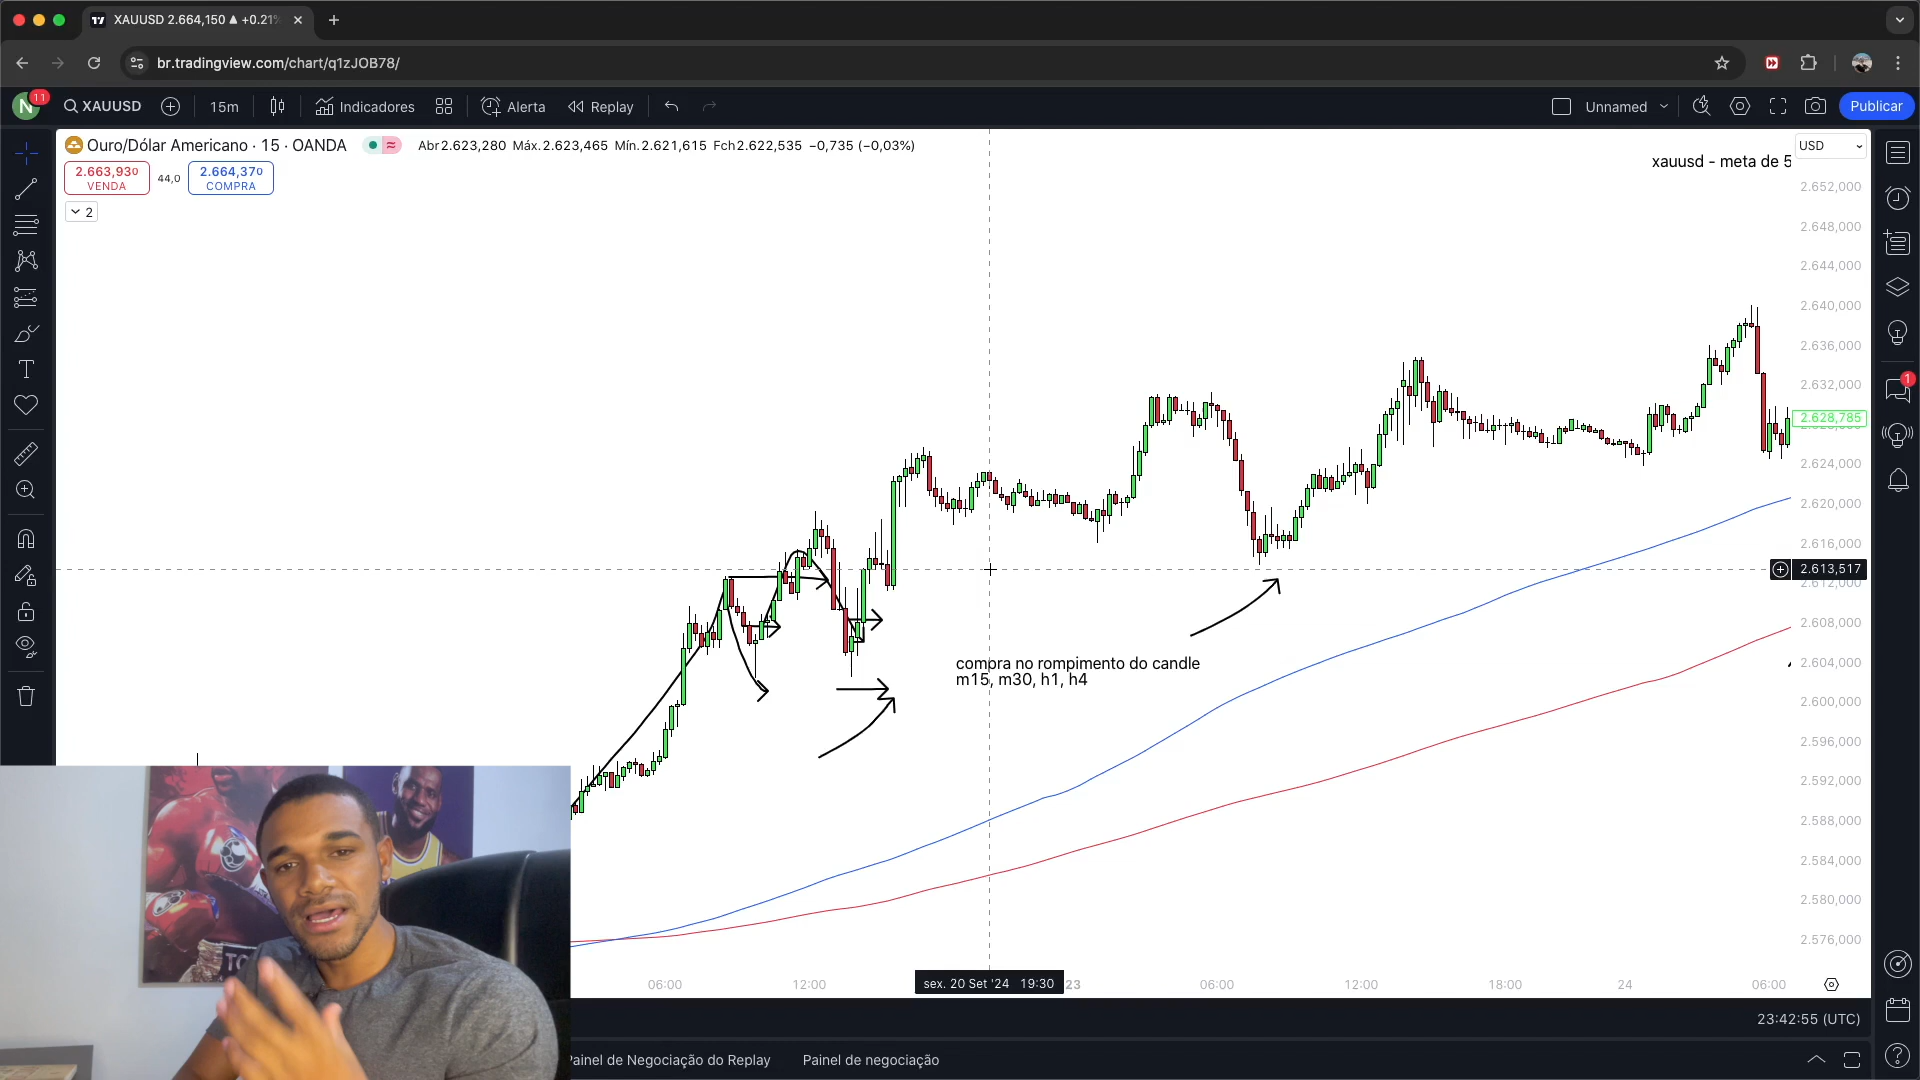 XAUUSD 2.664,150 ▲ +0.21%
br.tradingview.com/chart/q1zJOB78/
N
11
XAUUSD
15m
Indicadores
Alerta
Replay
Unnamed
Publicar
Ouro/Dólar Americano · 15 · OANDA
Abr2.623,280 Máx.2.623,465 Mín.2.621,615 Fch2.622,535 −0,735 (−0,03%)
USD
xauusd - meta de 5
2.663,930
VENDA
44,0
2.664,370
COMPRA
2
2.652,000
2.648,000
2.644,000
2.640,000
2.636,000
2.632,000
2.628,785
2.624,000
2.620,000
2.616,000
2.613,517
2.612,000
2.608,000
2.604,000
2.600,000
2.596,000
2.592,000
2.588,000
2.584,000
2.580,000
2.576,000
1
compra no rompimento do candle
m15, m30, h1, h4
06:00
12:00
sex. 20 Set '24 19:30
23
06:00
12:00
18:00
24
06:00
23:42:55 (UTC)
Painel de Negociação do Replay
Painel de negociação